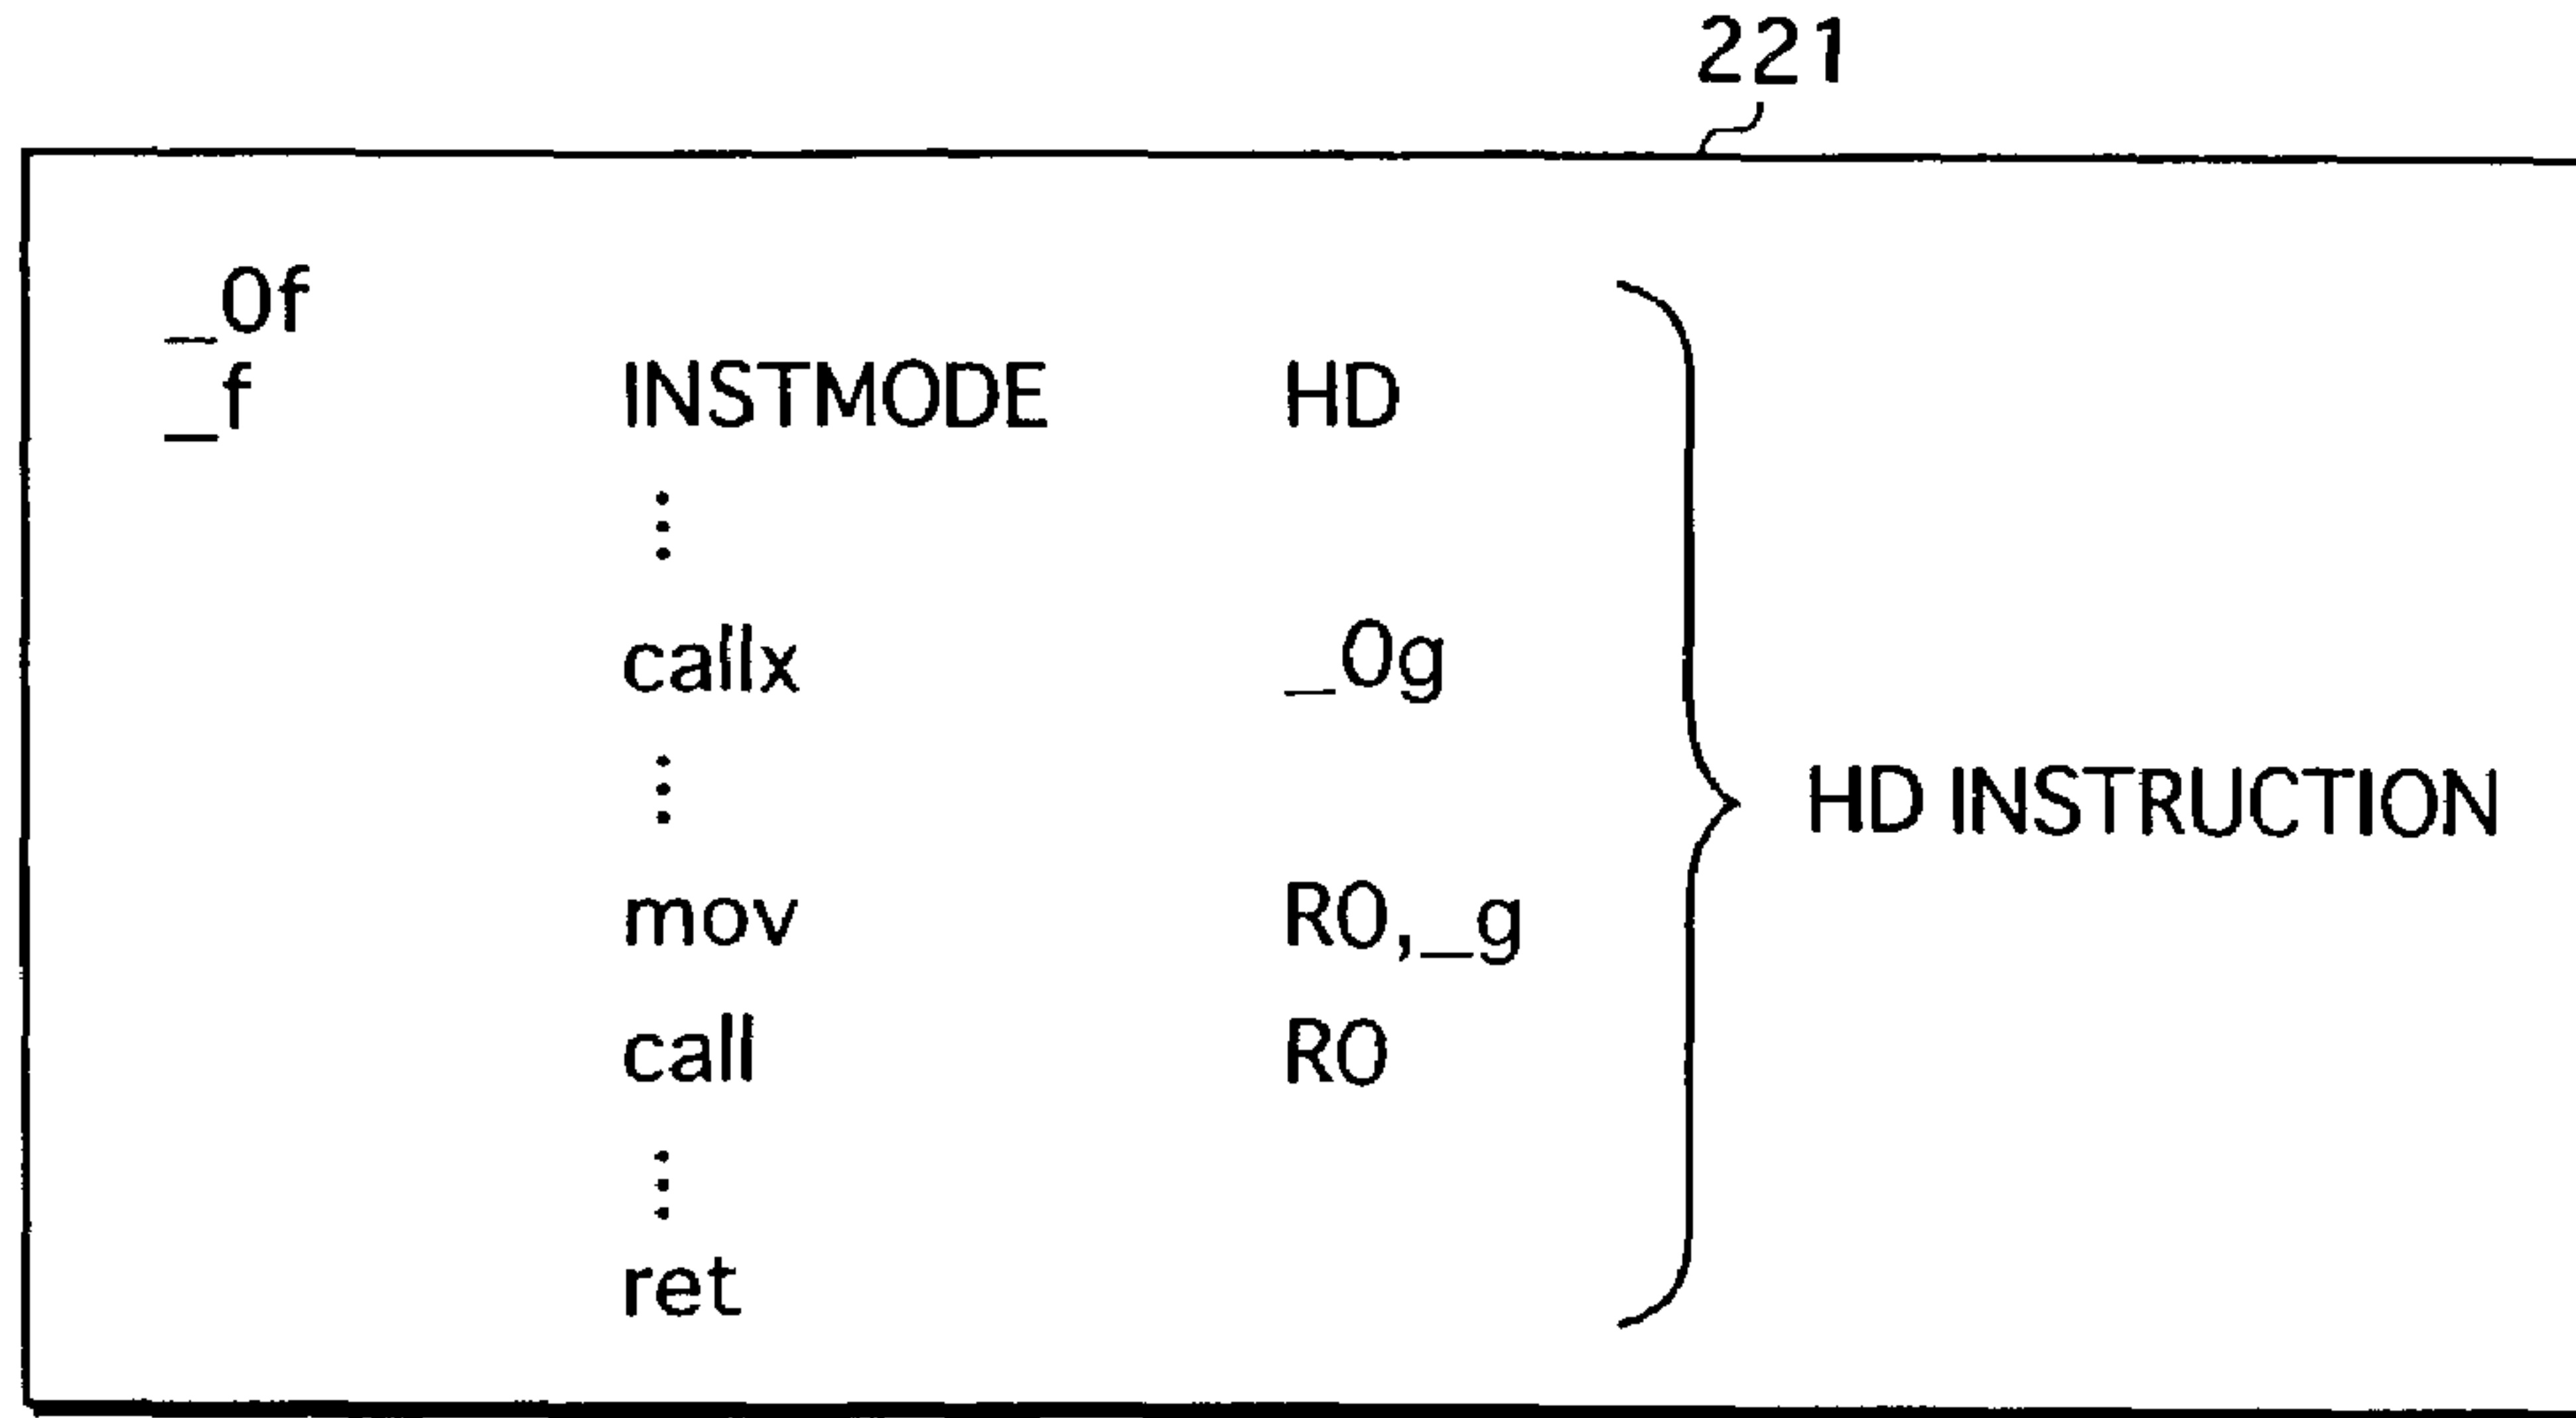 221
_0f
_f INSTMODE HD
⋮
callx _0g
⋮
mov R0,_g
call R0
⋮
ret
HD INSTRUCTION